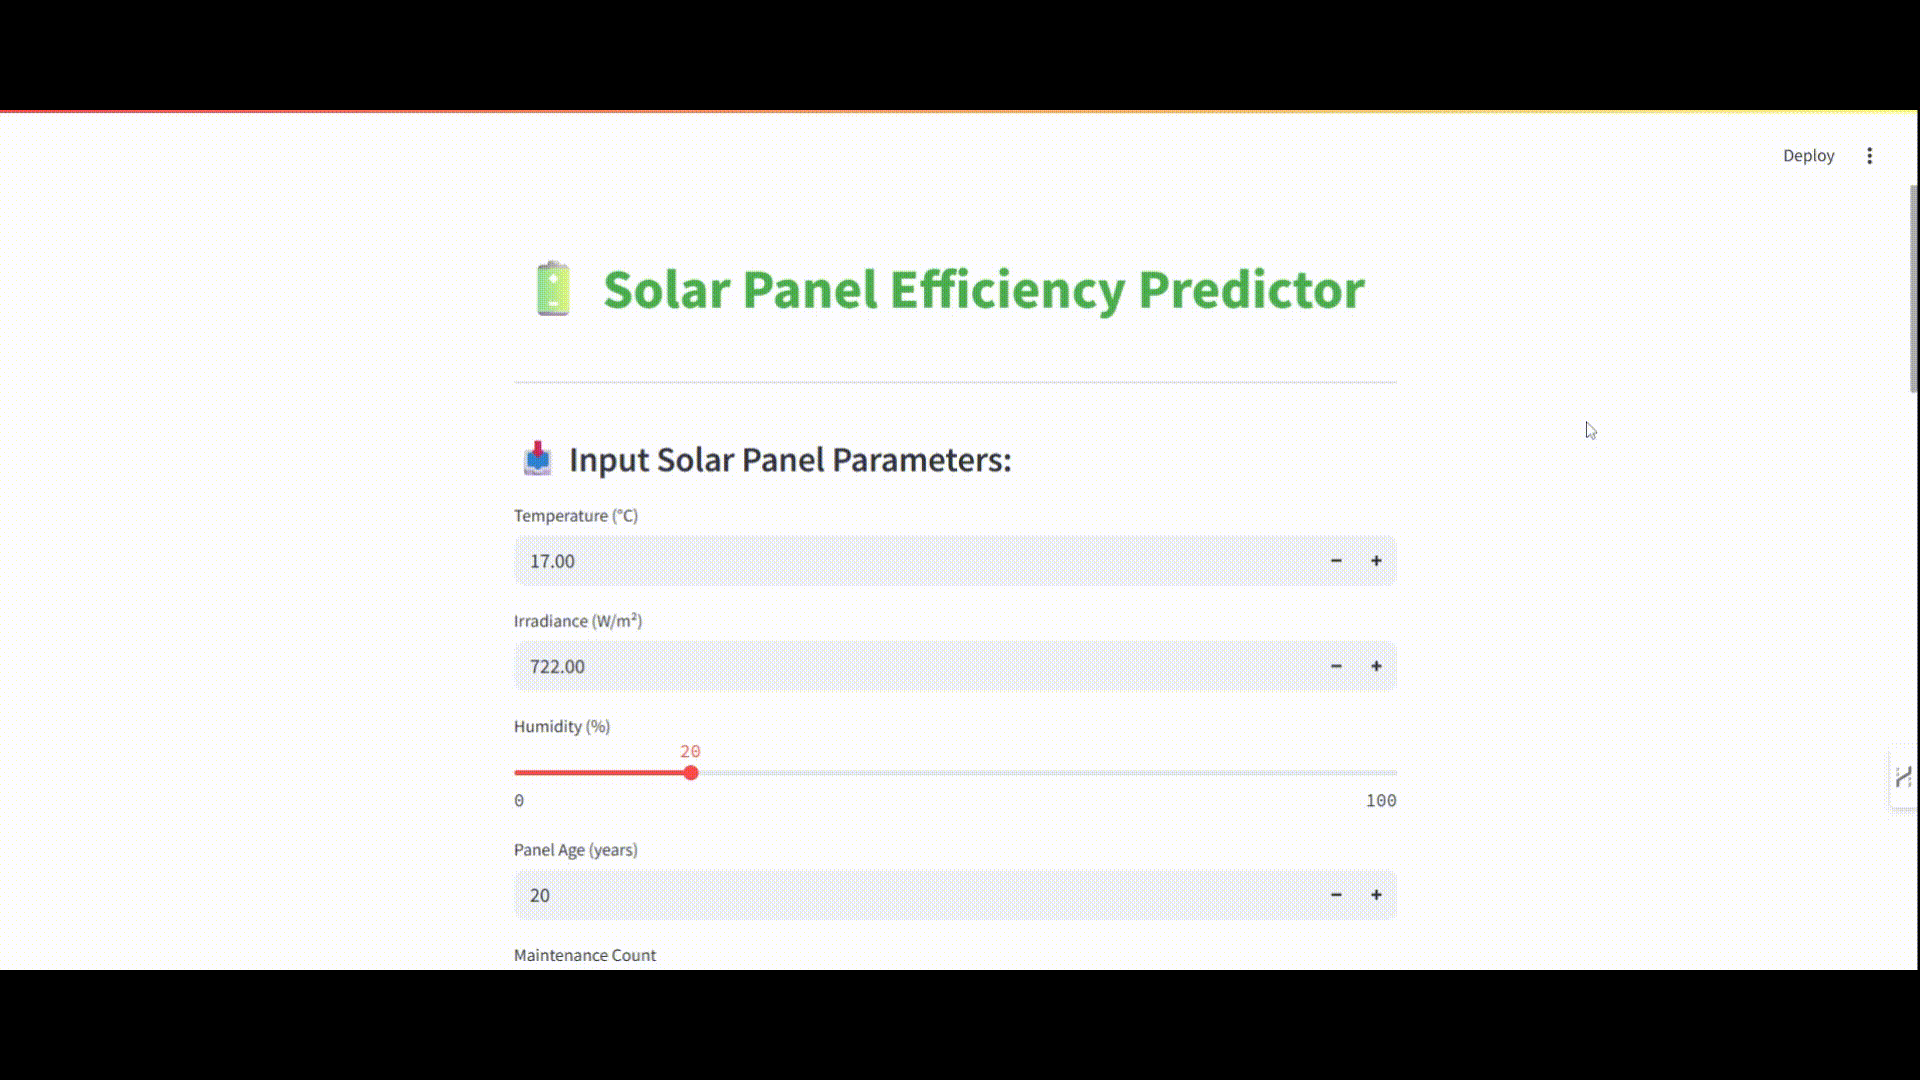 Deploy
Solar Panel Efficiency Predictor
Input Solar Panel Parameters:
Temperature (°C)
17.00
Irradiance (W/m²)
722.00
Humidity (%)
20
0 100
Panel Age (years)
20
Maintenance Count